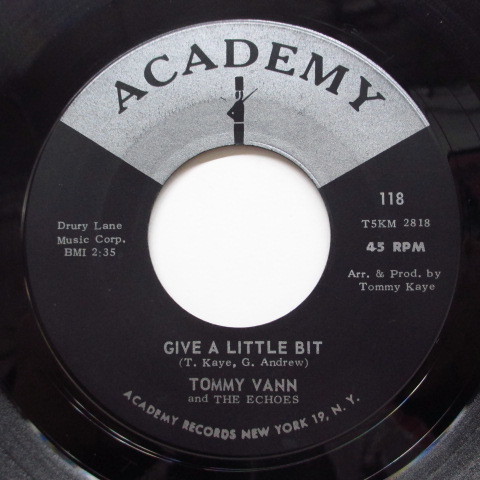 ACADEMY
118
T5KM 2818
45 RPM
Drury Lane
Music Corp.
BMI 2:35
Arr. & Prod. by
Tommy Kaye
GIVE A LITTLE BIT
(T. Kaye, G. Andrew)
TOMMY VANN
and THE ECHOES
ACADEMY RECORDS NEW YORK 19, N. Y.